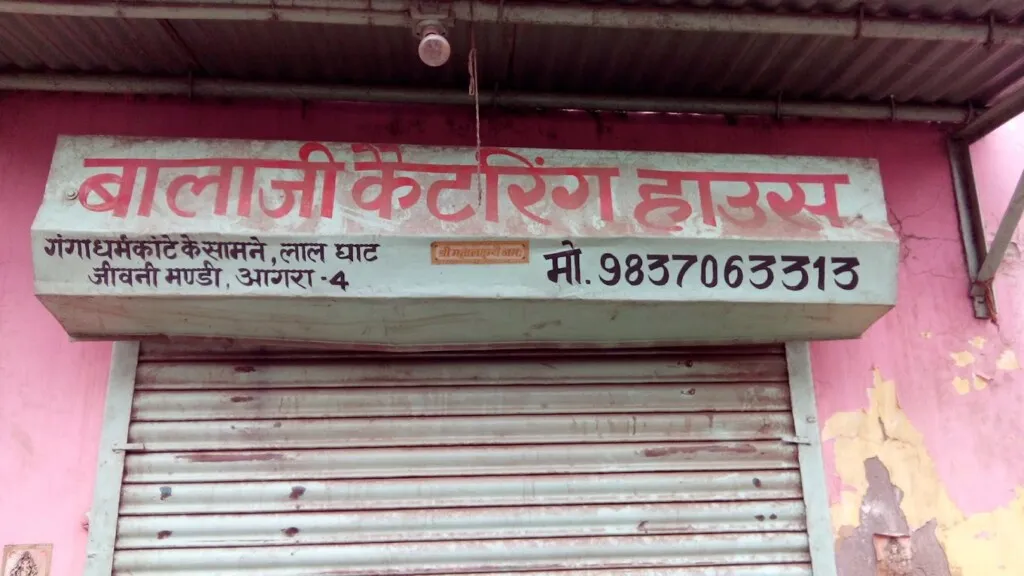 बालाजी कैटरिंग हाउस
गंगाधर्मकांटे के सामने, लाल घाट
जीवनी मण्डी, आगरा - 4
मो. 9837063313